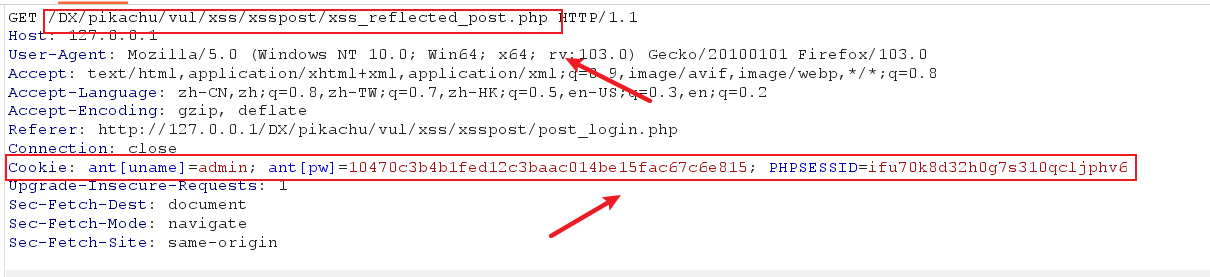 GET /DX/pikachu/vul/xss/xsspost/xss_reflected_post.php HTTP/1.1
Host: 127.0.0.1
User-Agent: Mozilla/5.0 (Windows NT 10.0; Win64; x64; rv:103.0) Gecko/20100101 Firefox/103.0
Accept: text/html,application/xhtml+xml,application/xml;q=0.9,image/avif,image/webp,*/*;q=0.8
Accept-Language: zh-CN,zh;q=0.8,zh-TW;q=0.7,zh-HK;q=0.5,en-US;q=0.3,en;q=0.2
Accept-Encoding: gzip, deflate
Referer: http://127.0.0.1/DX/pikachu/vul/xss/xsspost/post_login.php
Connection: close
Cookie: ant[uname]=admin; ant[pw]=10470c3b4b1fed12c3baac014be15fac67c6e815; PHPSESSID=ifu70k8d32h0g7s310qcljphv6
Upgrade-Insecure-Requests: 1
Sec-Fetch-Dest: document
Sec-Fetch-Mode: navigate
Sec-Fetch-Site: same-origin